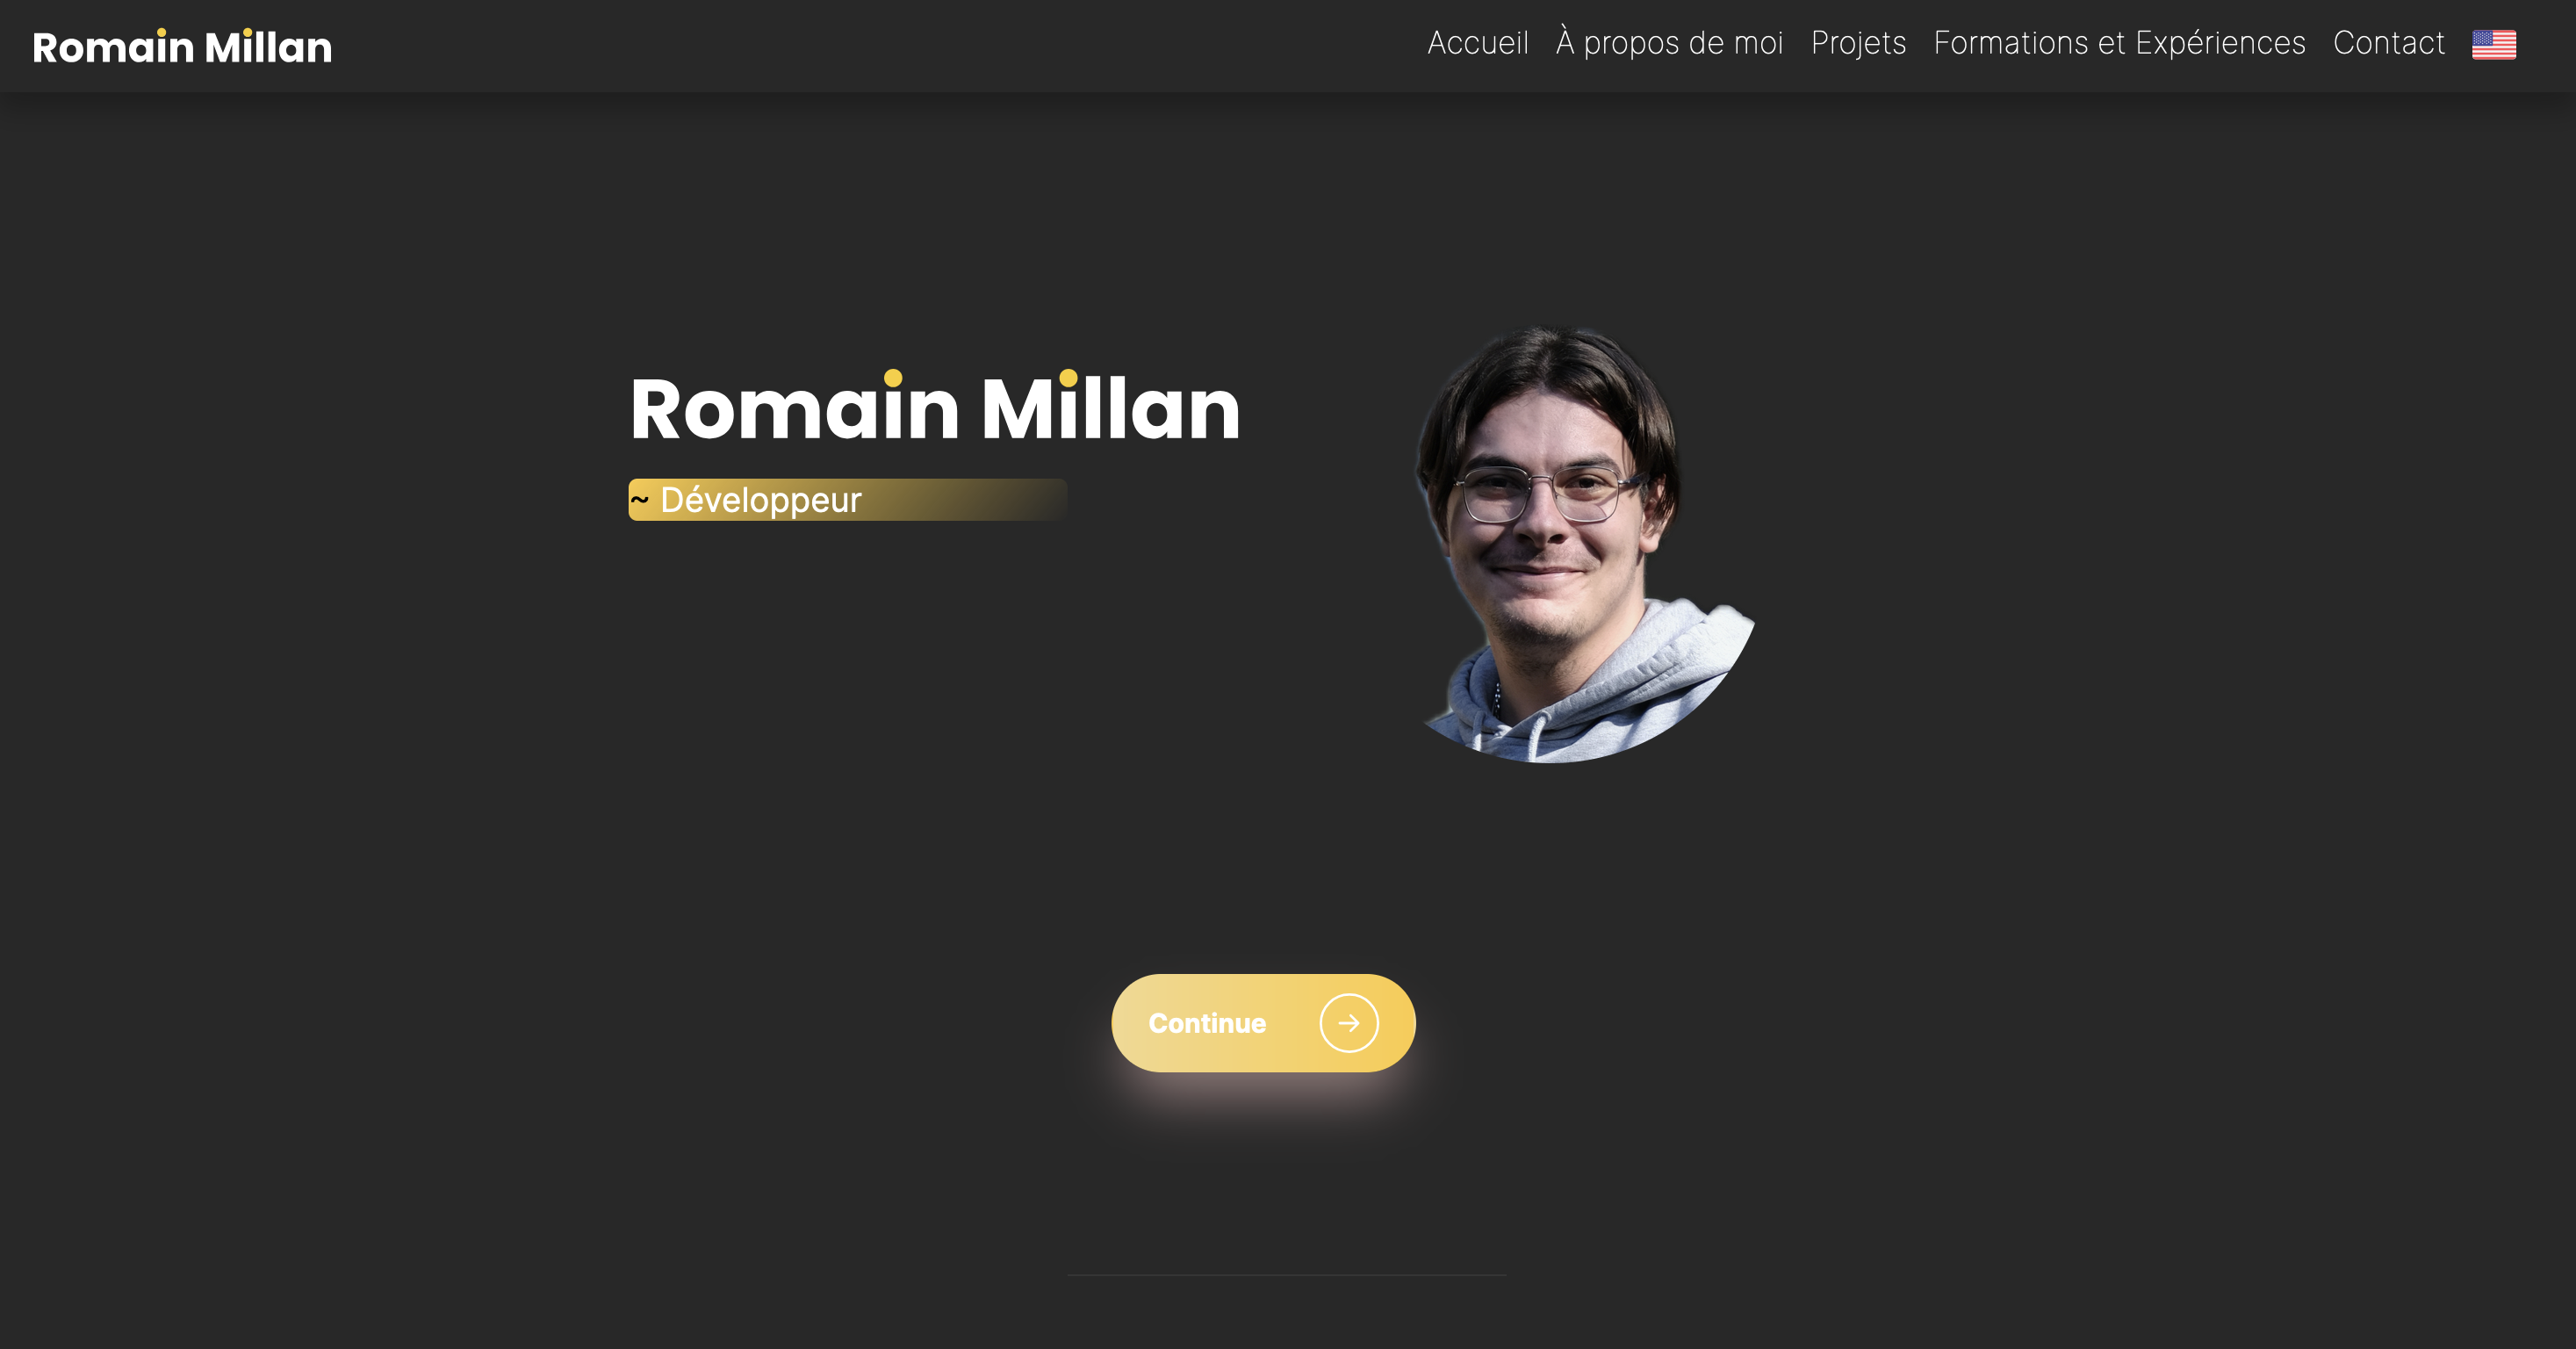 Romain Millan
Accueil À propos de moi Projets Formations et Expériences Contact
Romain Millan
~ Développeur
Continue